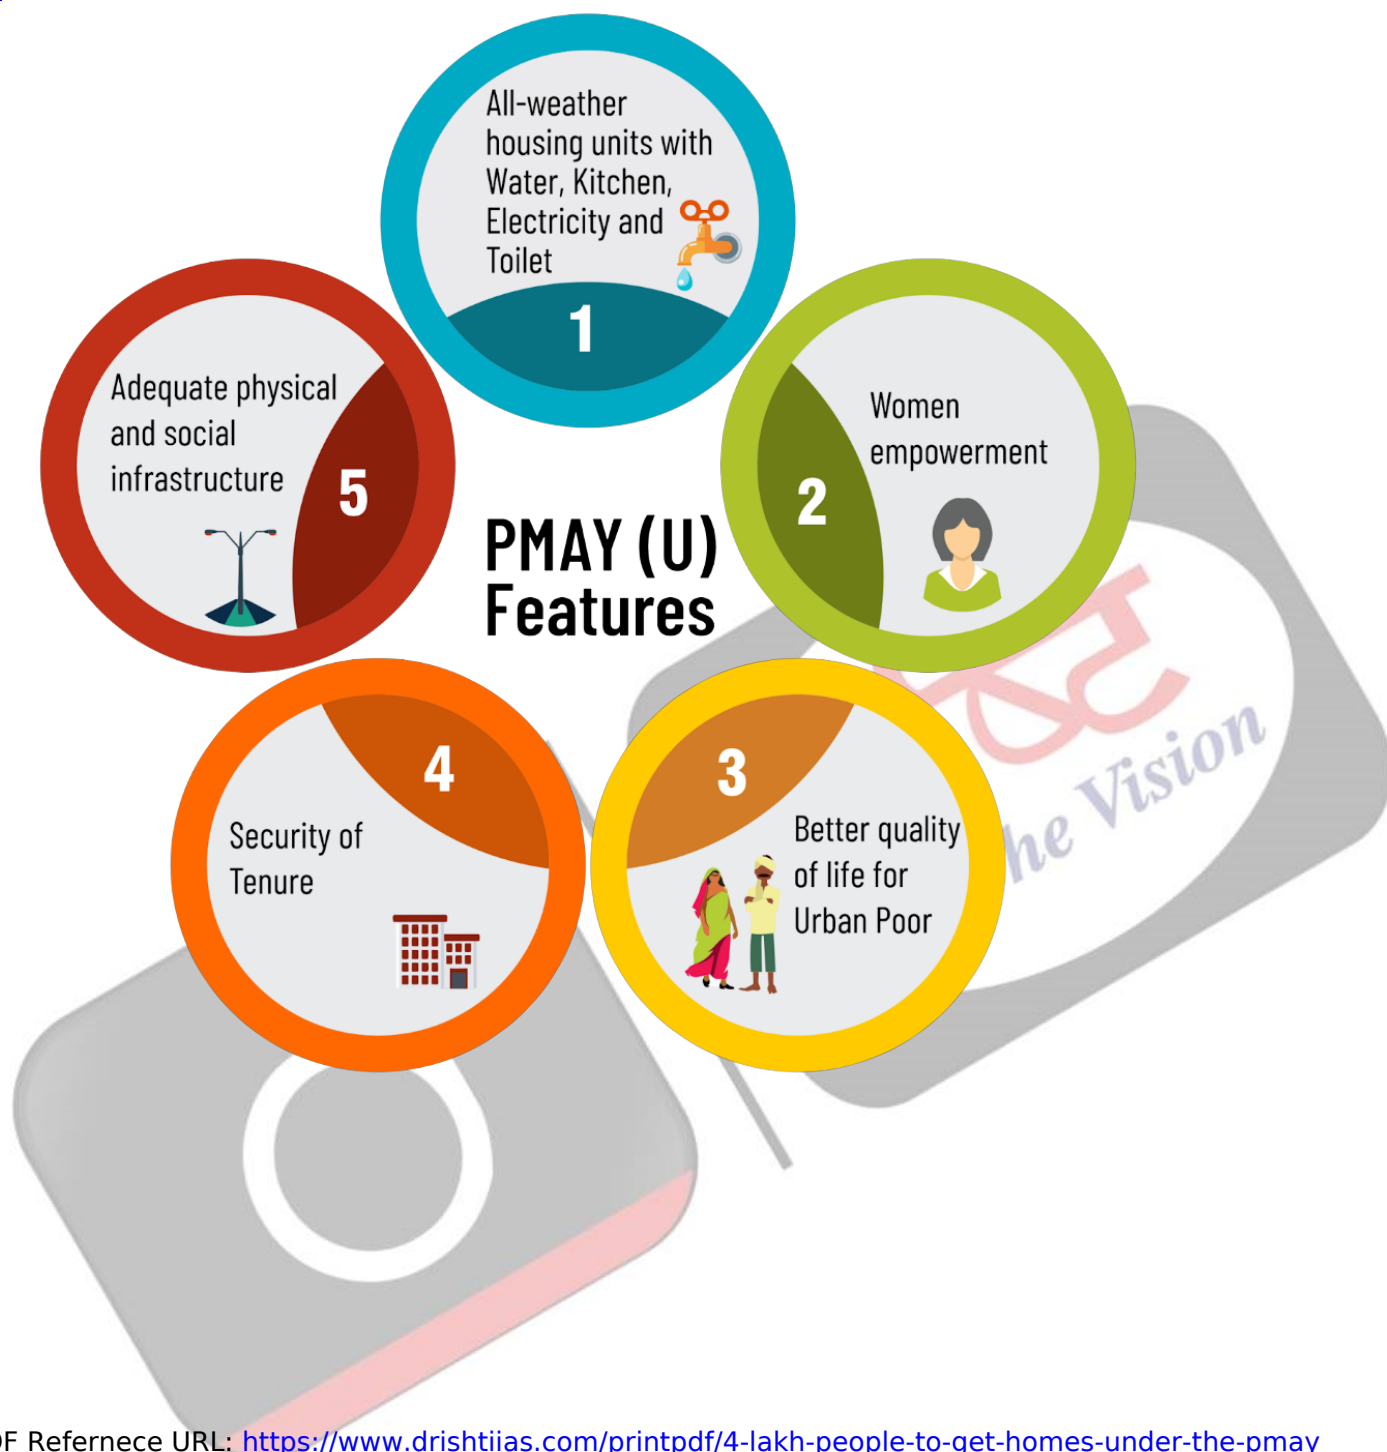 All-weather
housing units with
Water, Kitchen,
Electricity and
Toilet
1
Women
empowerment
2
3
Better quality
of life for
Urban Poor
4
Security of
Tenure
Adequate physical
and social
infrastructure
5
PMAY (U)
Features
he Vision
DF Refernece URL: https://www.drishtiias.com/printpdf/4-lakh-people-to-get-homes-under-the-pmay